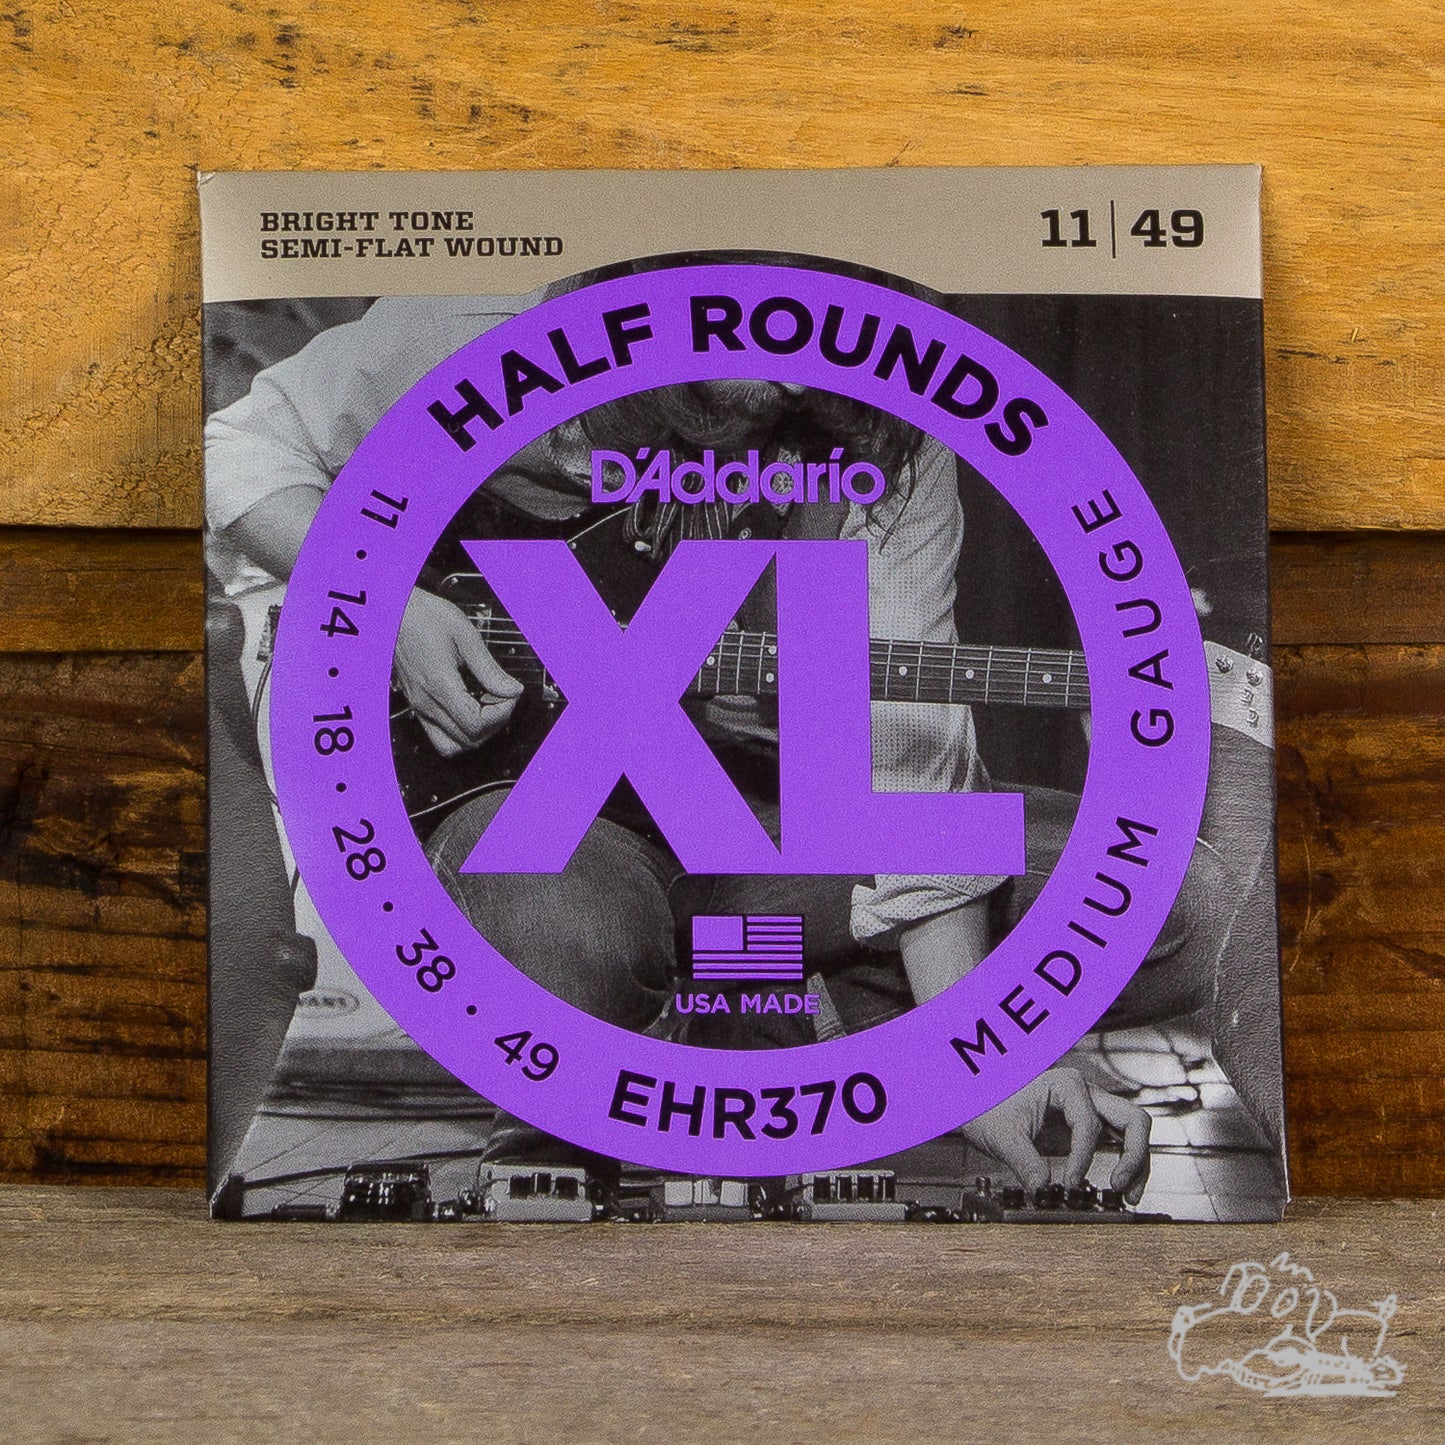 BRIGHT TONE
SEMI-FLAT WOUND
11 | 49
HALF ROUNDS
D'Addario
XL
USA MADE
11 • 14 • 18 • 28 • 38 • 49
EHR370
MEDIUM GAUGE